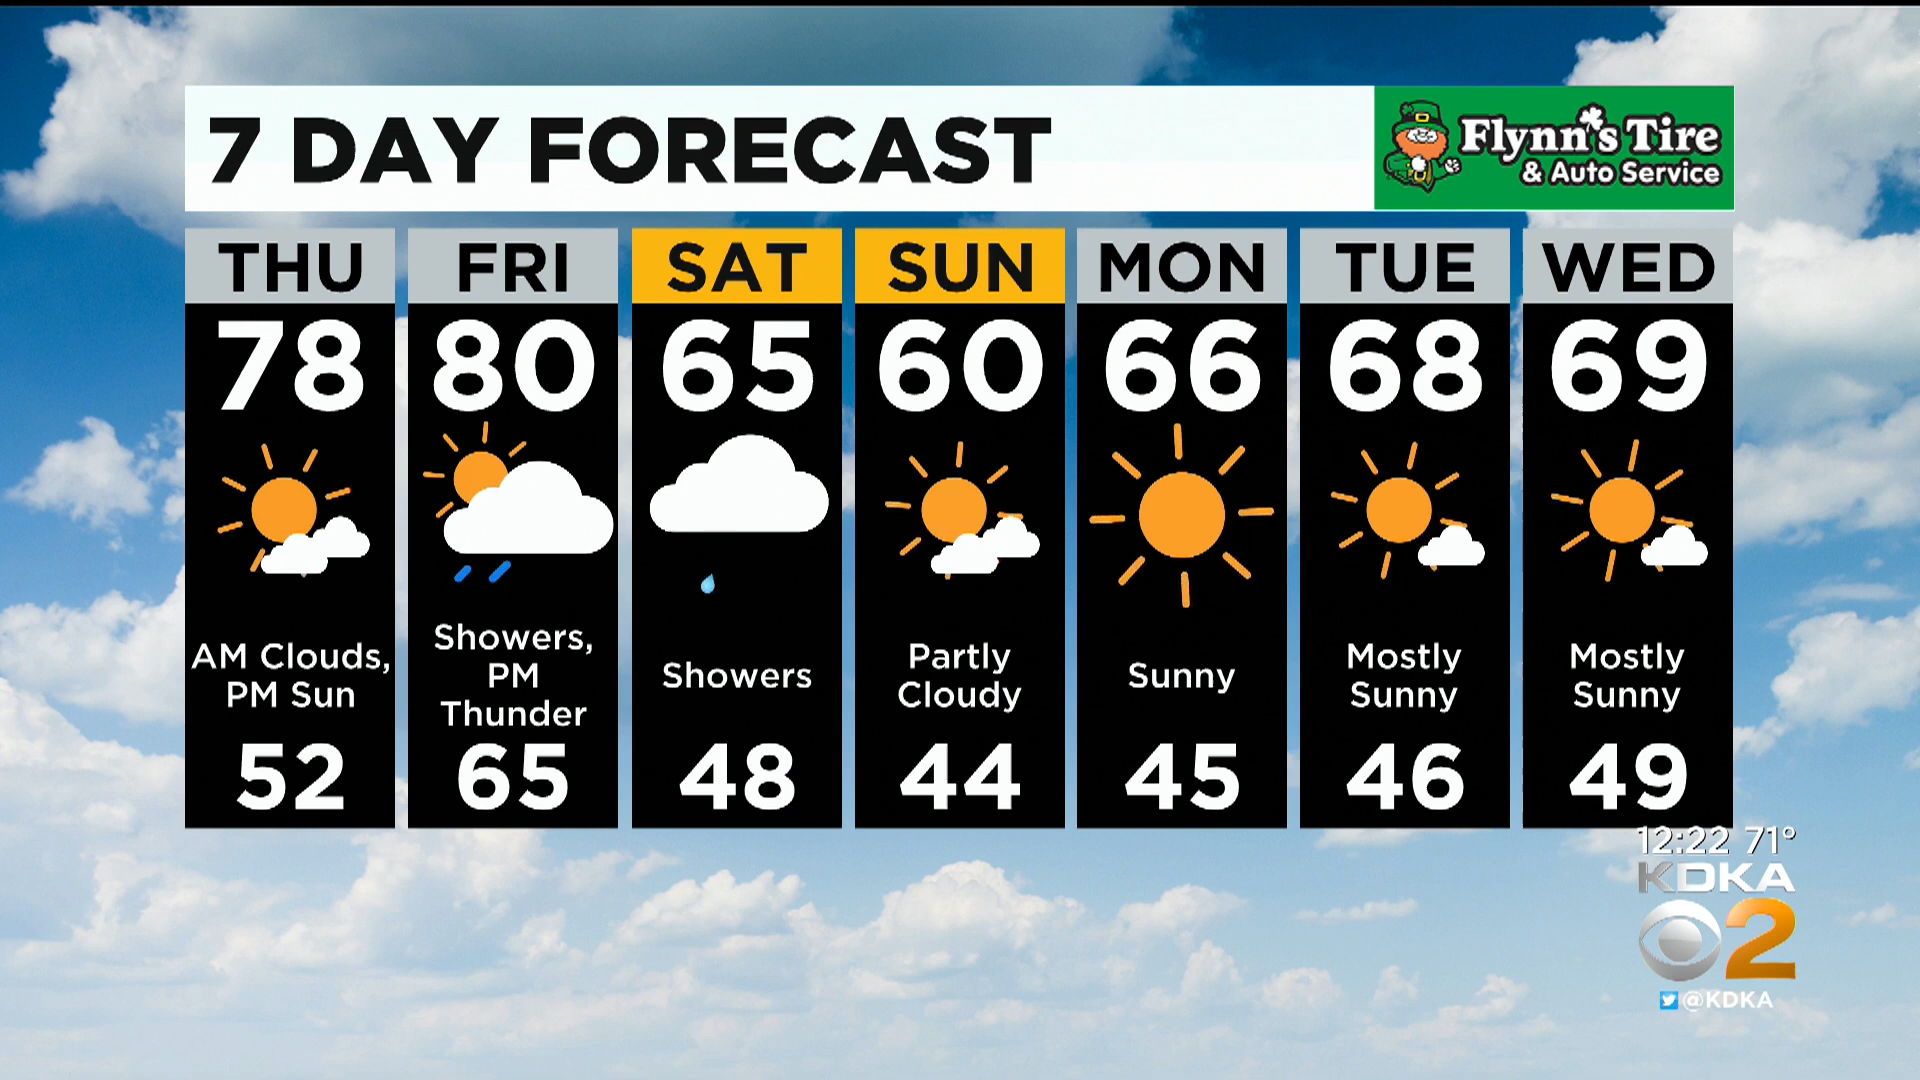 7 DAY FORECAST
Flynn's Tire
& Auto Service
THU
78
AM Clouds,
PM Sun
52
FRI
80
Showers,
PM
Thunder
65
SAT
65
Showers
48
SUN
60
Partly
Cloudy
44
MON
66
Sunny
45
TUE
68
Mostly
Sunny
46
WED
69
Mostly
Sunny
49
12:22 71°
KDKA
2
@KDKA